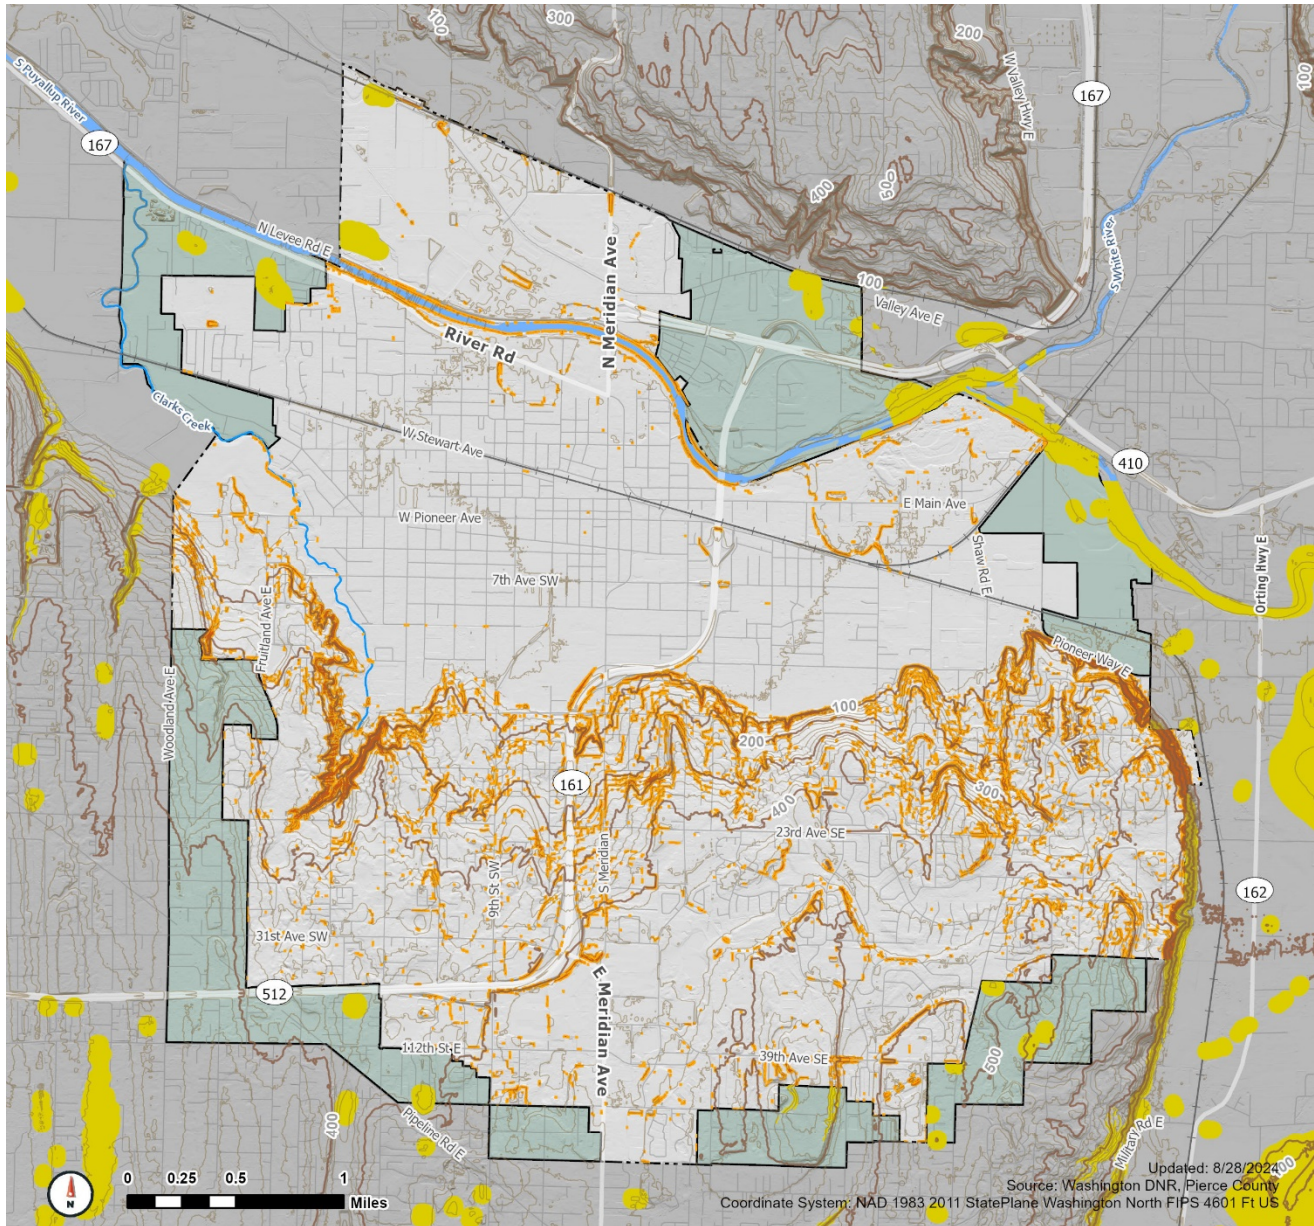 100
300
200
W Valley Hwy E
100
167
S Puyallup River
167
400
500
S White River
N Levee Rd E
N Meridian Ave
100
Valley Ave E
River Rd
Clarks Creek
W Stewart Ave
410
W Pioneer Ave
E Main Ave
Shaw Rd E
7th Ave SW
Orting Hwy E
Fruitland Ave E
Woodland Ave E
Pioneer Way E
100
200
161
300
400
23rd Ave SE
S Meridian
9th St SW
162
31st Ave SW
512
E Meridian Ave
112th St E
39th Ave SE
500
400
Pipeline Rd E
Military Rd E
100
N
0 0.25 0.5 1
Miles
Updated: 8/28/2024
Source: Washington DNR, Pierce County
Coordinate System: NAD 1983 2011 StatePlane Washington North FIPS 4601 Ft US